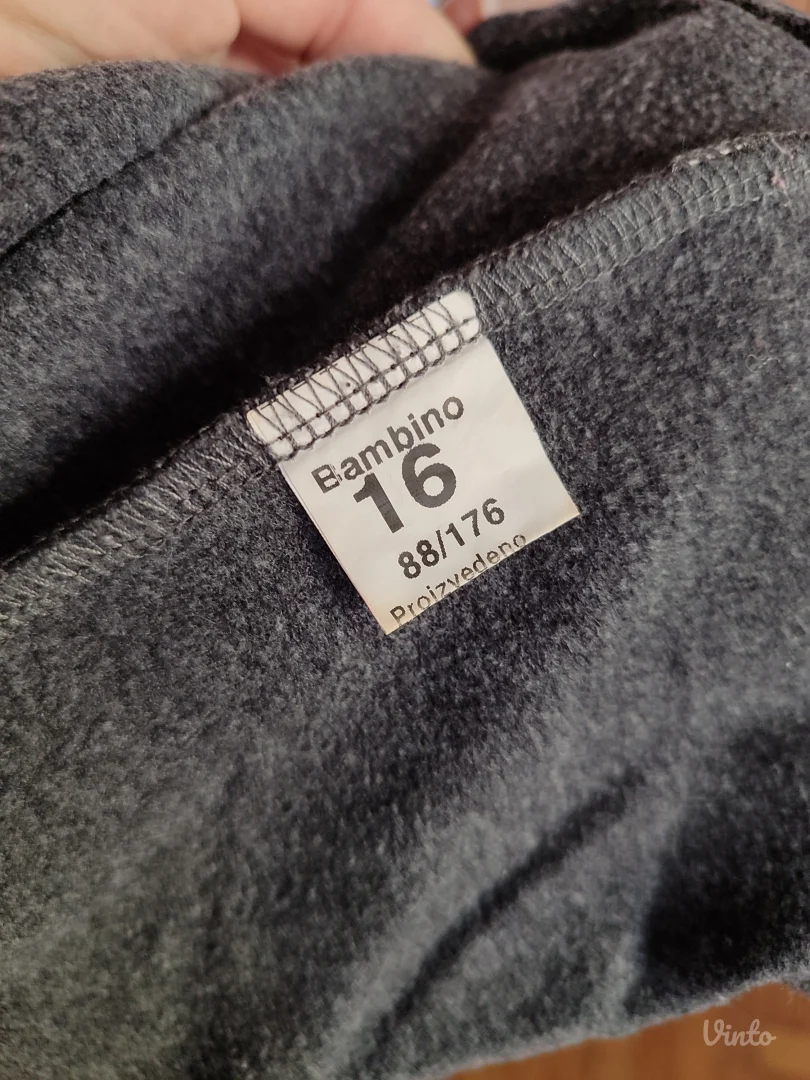 Bambino
16
88/176
Proizvedeno
Vinto